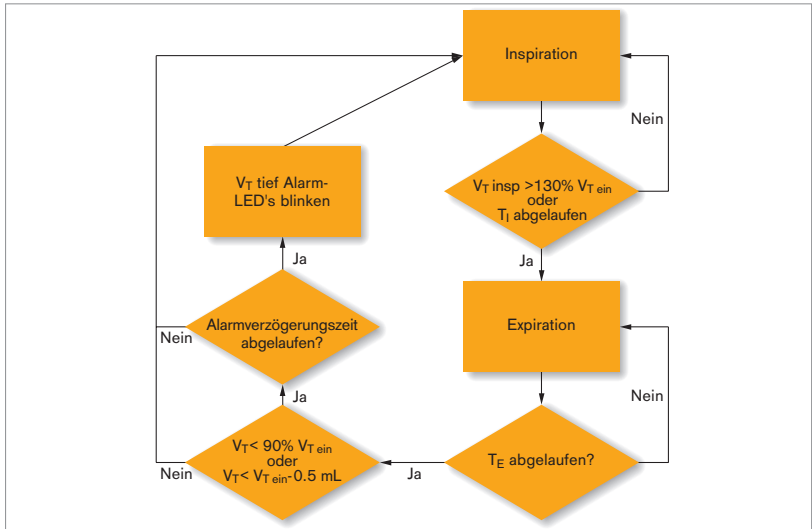 Inspiration
Nein
V_T insp >130% V_T ein
oder
T_I abgelaufen
Ja
V_T tief Alarm-
LED's blinken
Ja
Expiration
Nein
Alarmverzögerungszeit
abgelaufen?
Nein
Ja
V_T< 90% V_T ein
oder
V_T< V_T ein-0.5 mL
Nein
Ja
T_E abgelaufen?